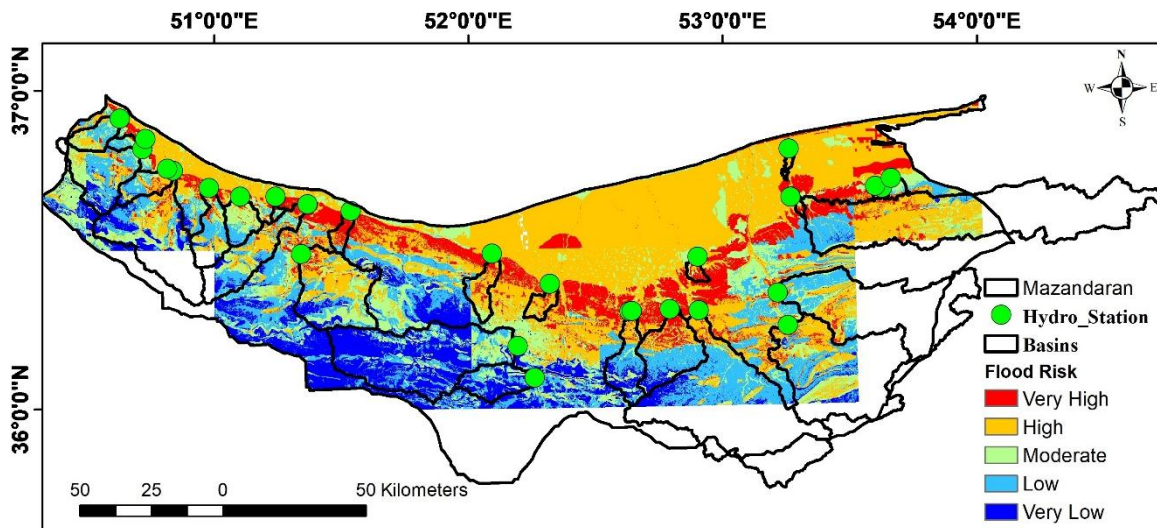 51°0'0"E 52°0'0"E 53°0'0"E 54°0'0"E
37°0'0"N
36°0'0"N
N
W E
S
Mazandaran
Hydro_Station
Basins
Flood Risk
Very High
High
Moderate
Low
Very Low
50 25 0 50 Kilometers